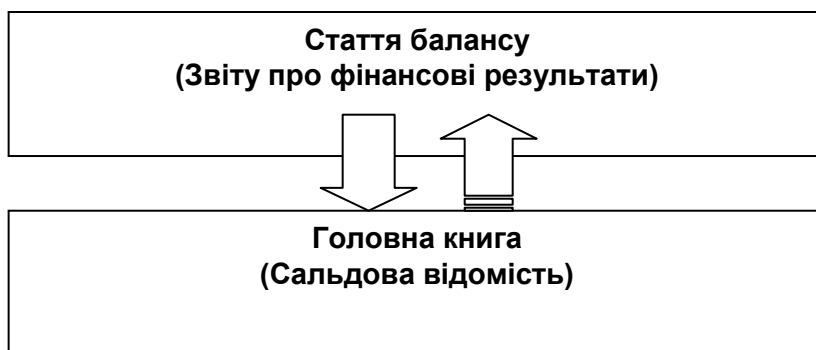 Стаття балансу
(Звіту про фінансові результати)
Головна книга
(Сальдова відомість)